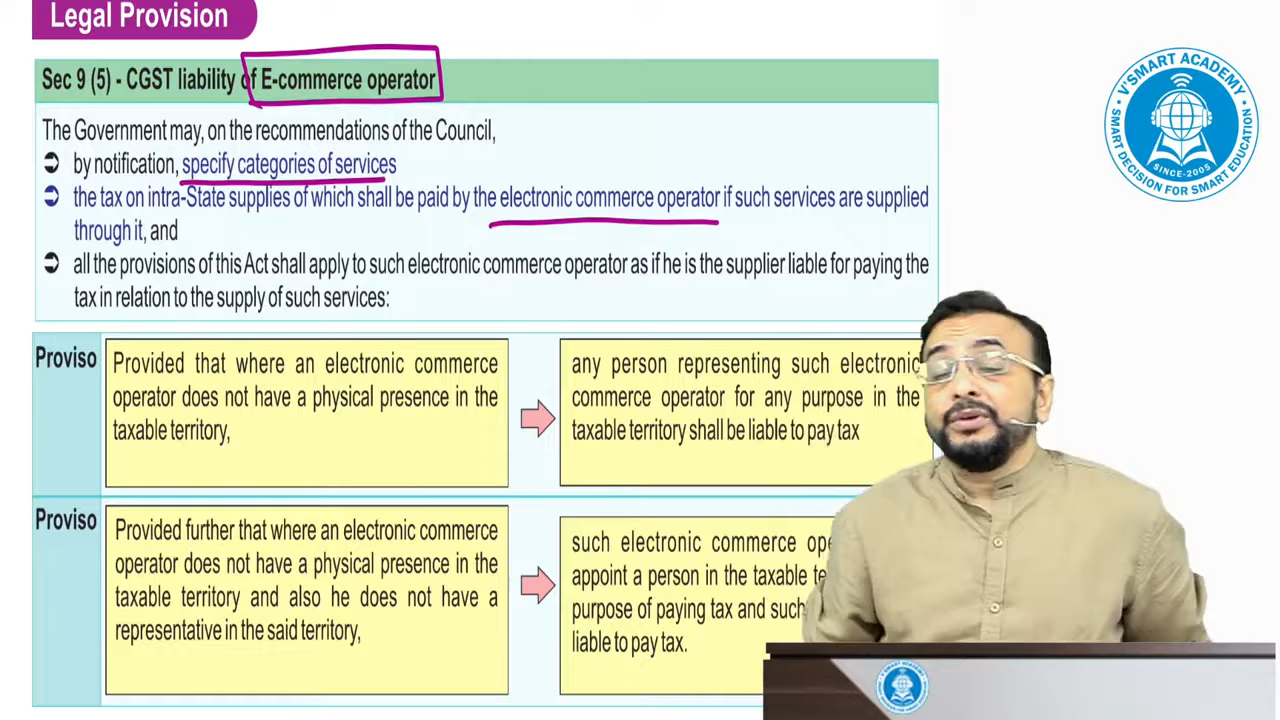 Legal Provision
Sec 9 (5) - CGST liability of E-commerce operator
The Government may, on the recommendations of the Council,
➲ by notification, specify categories of services
➲ the tax on intra-State supplies of which shall be paid by the electronic commerce operator if such services are supplied
through it, and
➲ all the provisions of this Act shall apply to such electronic commerce operator as if he is the supplier liable for paying the
tax in relation to the supply of such services:
Proviso
Provided that where an electronic commerce
operator does not have a physical presence in the
taxable territory,
any person representing such electronic
commerce operator for any purpose in the
taxable territory shall be liable to pay tax
Proviso
Provided further that where an electronic commerce
operator does not have a physical presence in the
taxable territory and also he does not have a
representative in the said territory,
such electronic commerce
appoint a person in the taxable
purpose of paying tax and such
liable to pay tax.
V'SMART ACADEMY
SINCE-2005
SMART DECISION FOR SMART EDUCATION